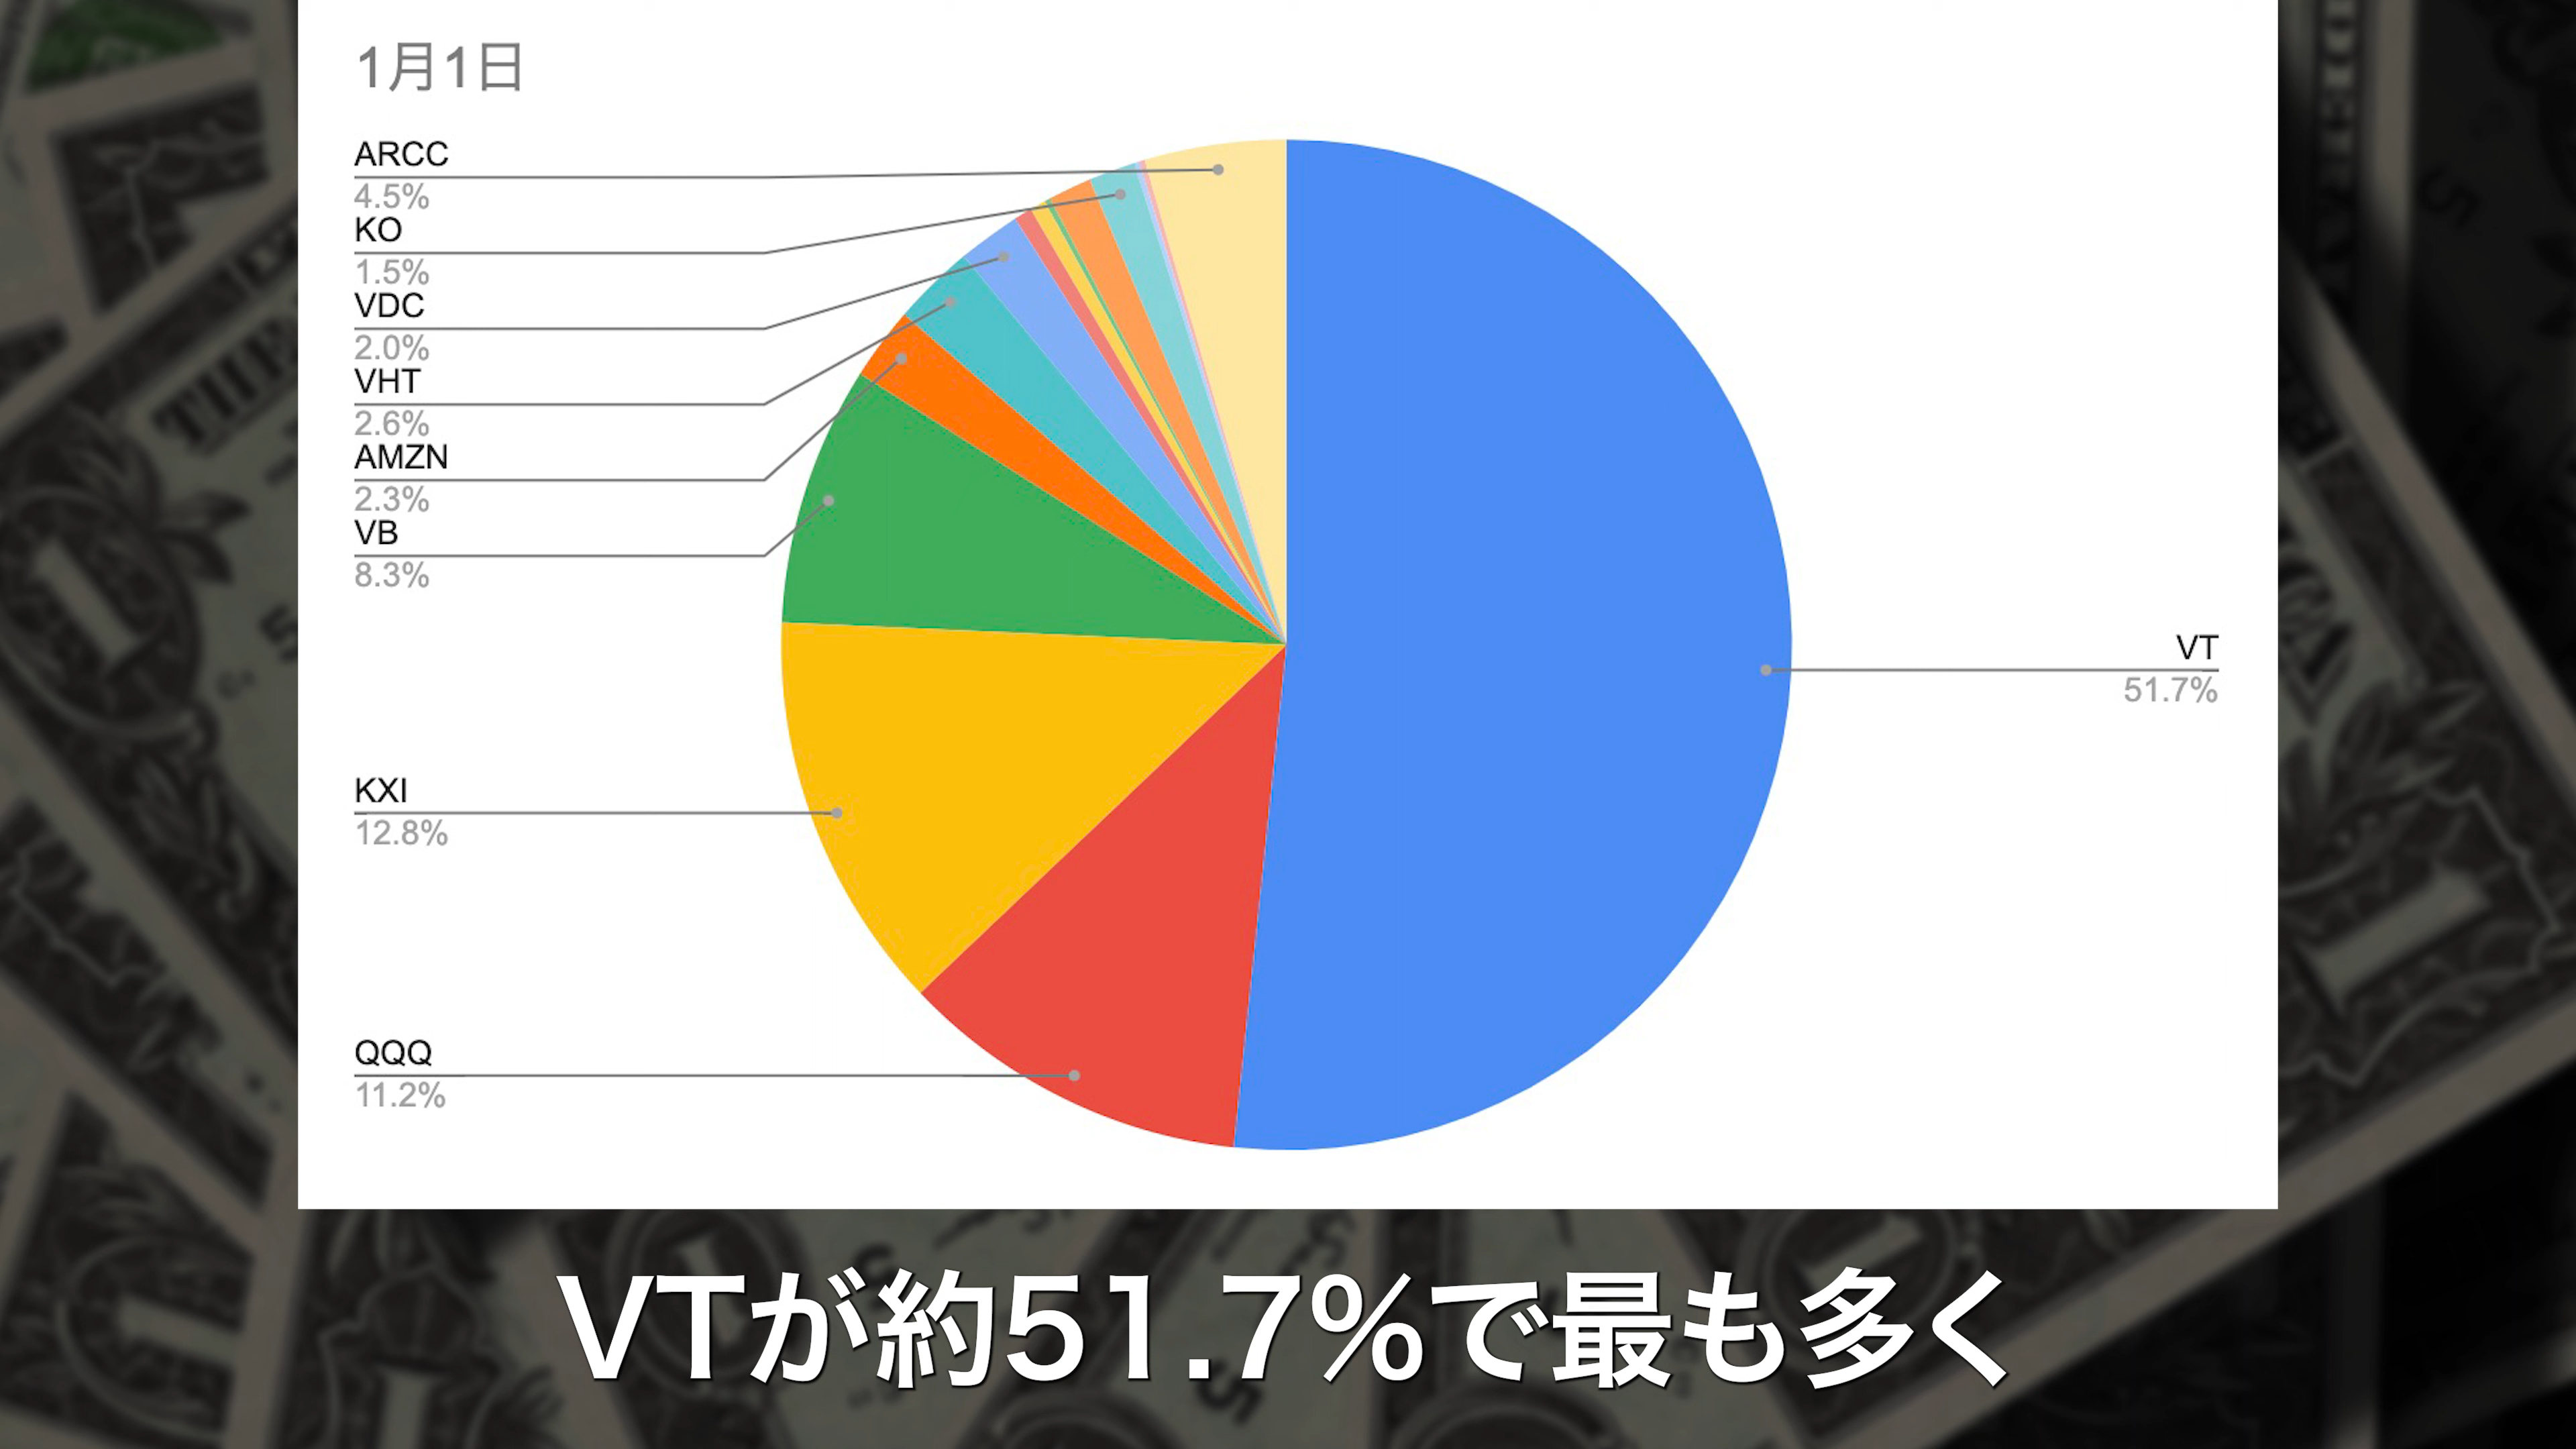 1月1日
ARCC
4.5%
KO
1.5%
VDC
2.0%
VHT
2.6%
AMZN
2.3%
VB
8.3%
KXI
12.8%
QQQ
11.2%
VT
51.7%
VTが約51.7%で最も多く